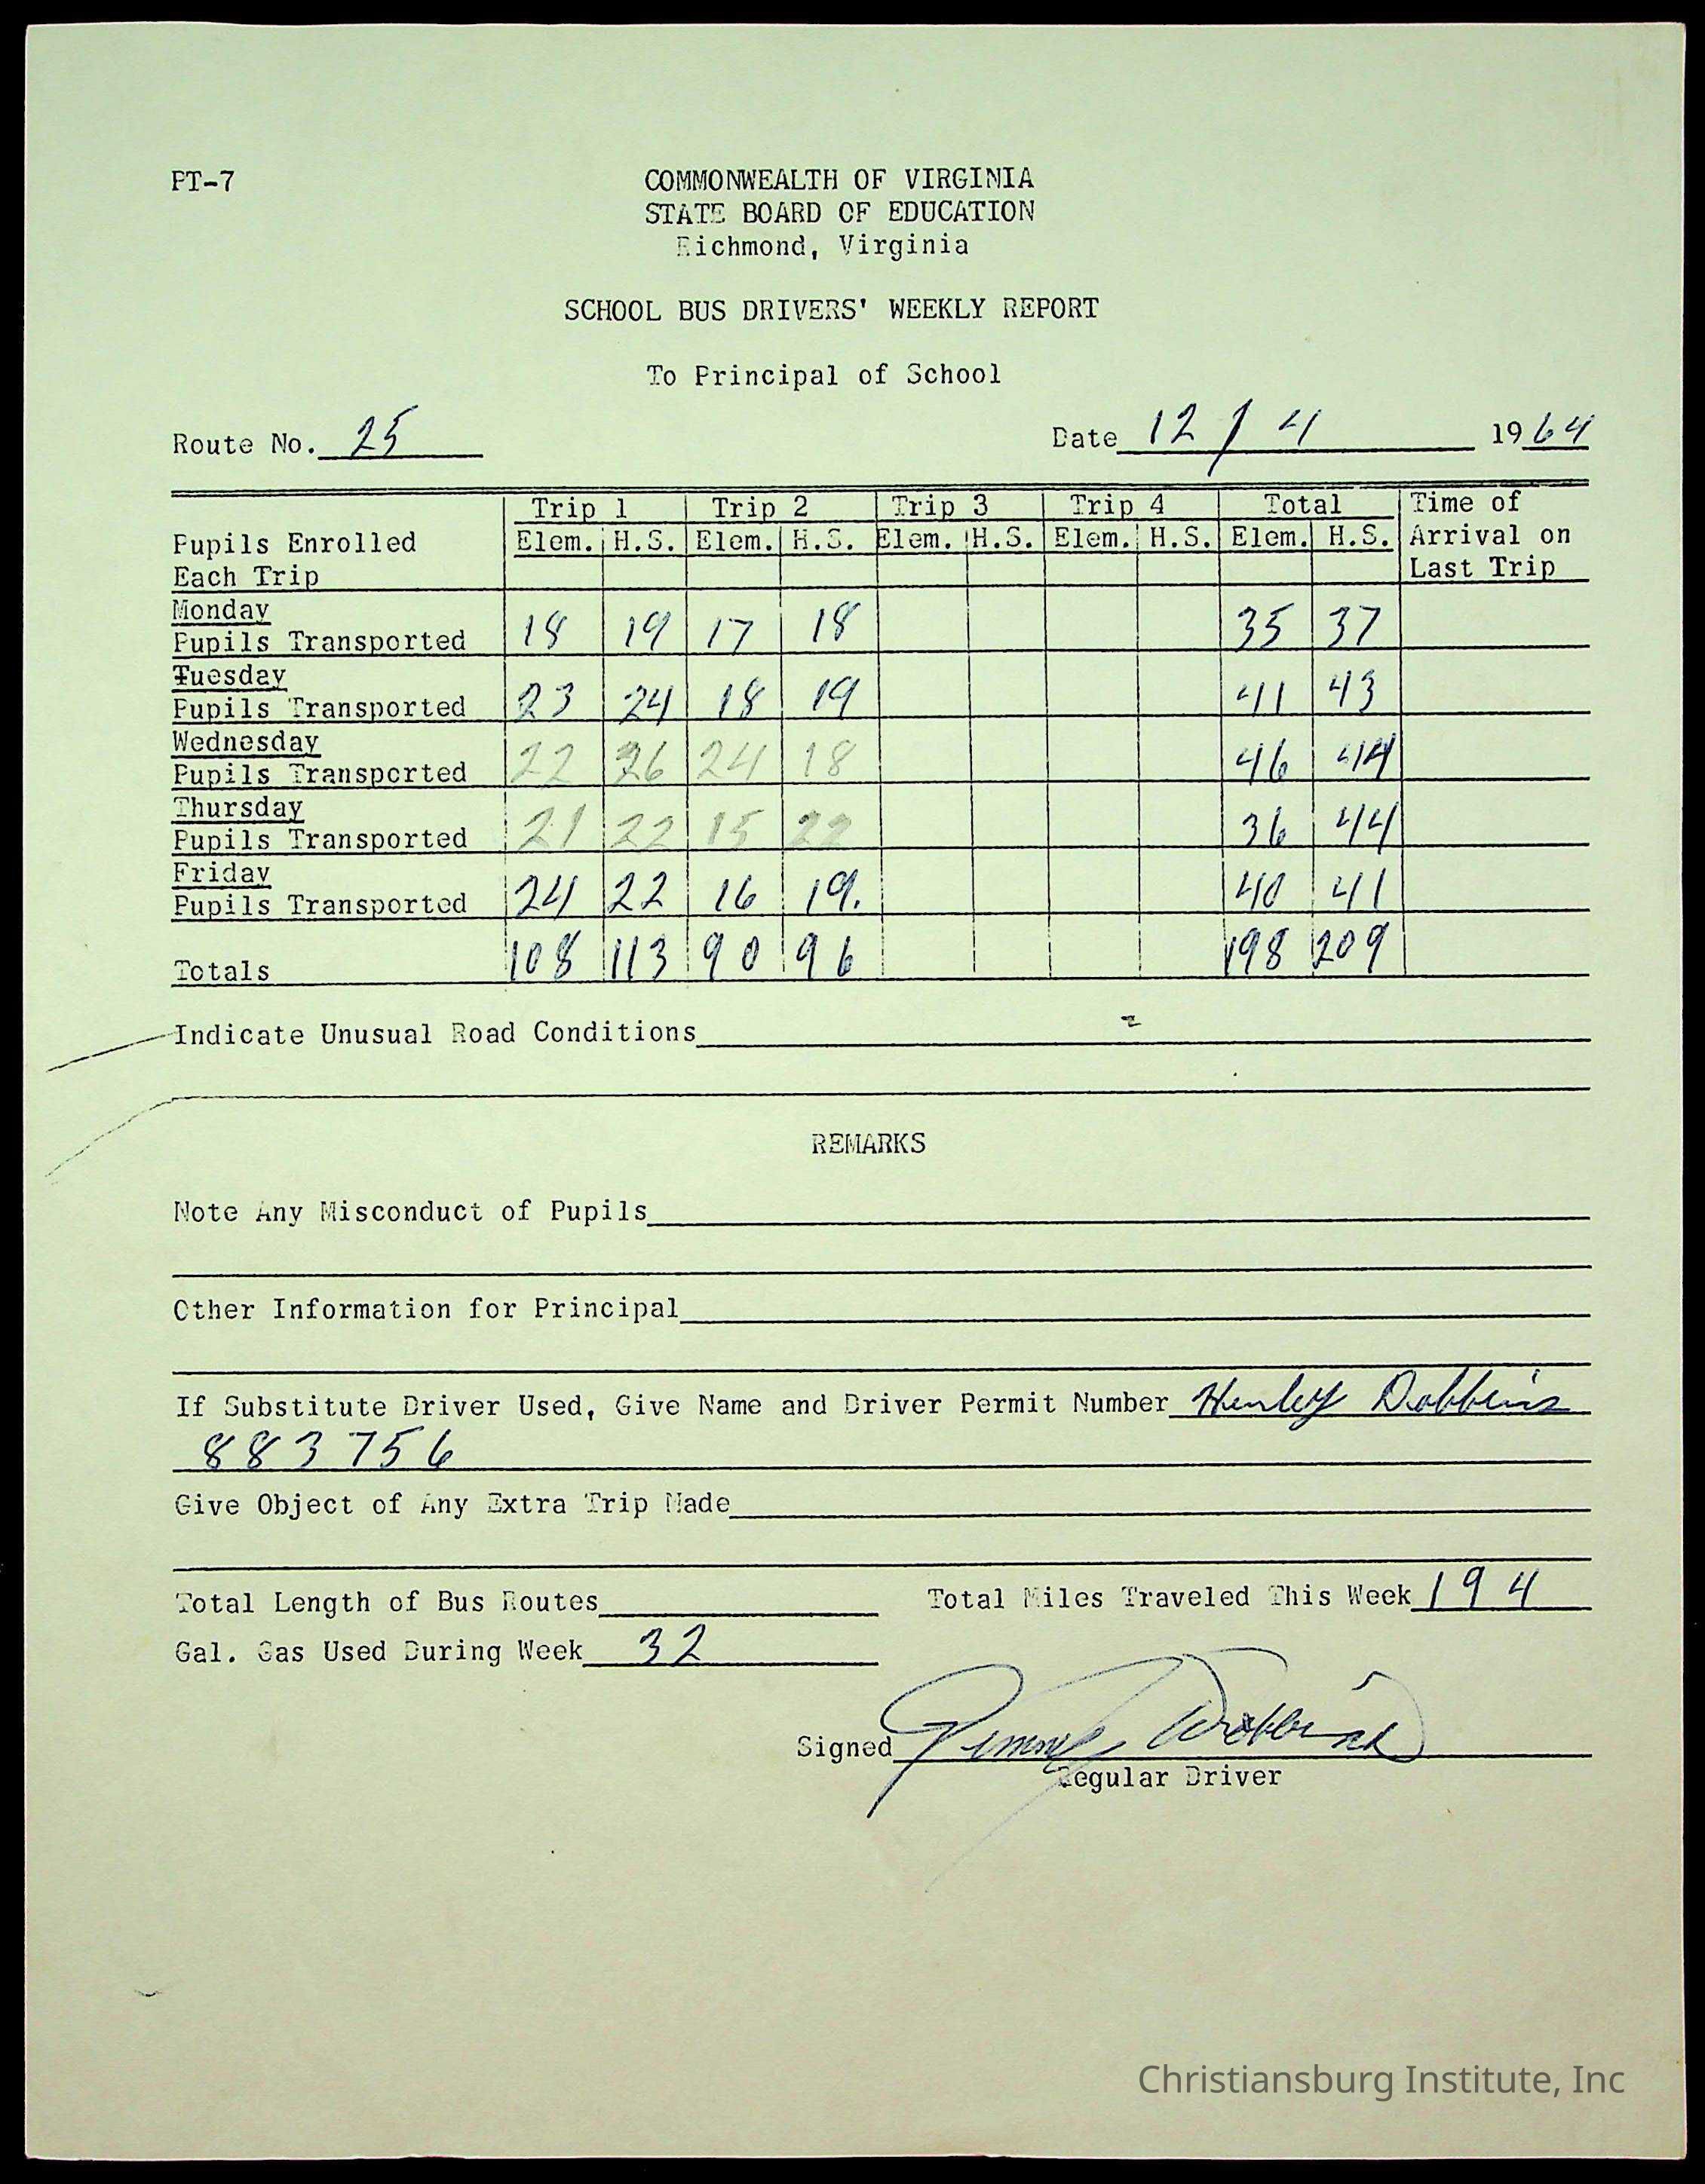 PT-7
COMMONWEALTH OF VIRGINIA
STATE BOARD OF EDUCATION
Richmond, Virginia
SCHOOL BUS DRIVERS' WEEKLY REPORT
To Principal of School
Route No. 25 Date 12/4 1964
Trip 1 Trip 2 Trip 3 Trip 4 Total Time of
Pupils Enrolled Elem. H.S. Elem. H.S. Elem. H.S. Elem. H.S. Elem. H.S. Arrival on
Each Trip Last Trip
Monday
Pupils Transported 18 19 17 18 35 37
Tuesday
Pupils Transported 23 24 18 19 41 43
Wednesday
Pupils Transported 22 26 24 18 46 44
Thursday
Pupils Transported 21 22 15 22 36 44
Friday
Pupils Transported 24 22 16 19. 40 41
Totals 108 113 90 96 198 209
Indicate Unusual Road Conditions
REMARKS
Note Any Misconduct of Pupils
Other Information for Principal
If Substitute Driver Used, Give Name and Driver Permit Number Henley Dobbins
883756
Give Object of Any Extra Trip Made
Total Length of Bus Routes Total Miles Traveled This Week 194
Gal. Gas Used During Week 32
Signed Dobbins
Regular Driver
Christiansburg Institute, Inc